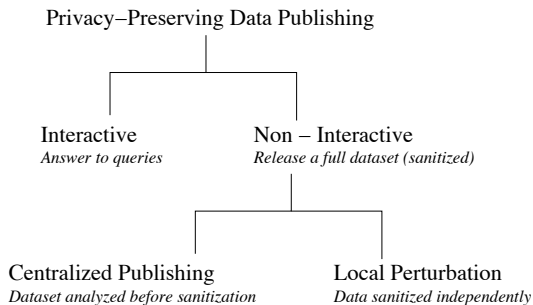 Privacy–Preserving Data Publishing
Interactive
Answer to queries
Non – Interactive
Release a full dataset (sanitized)
Centralized Publishing
Dataset analyzed before sanitization
Local Perturbation
Data sanitized independently